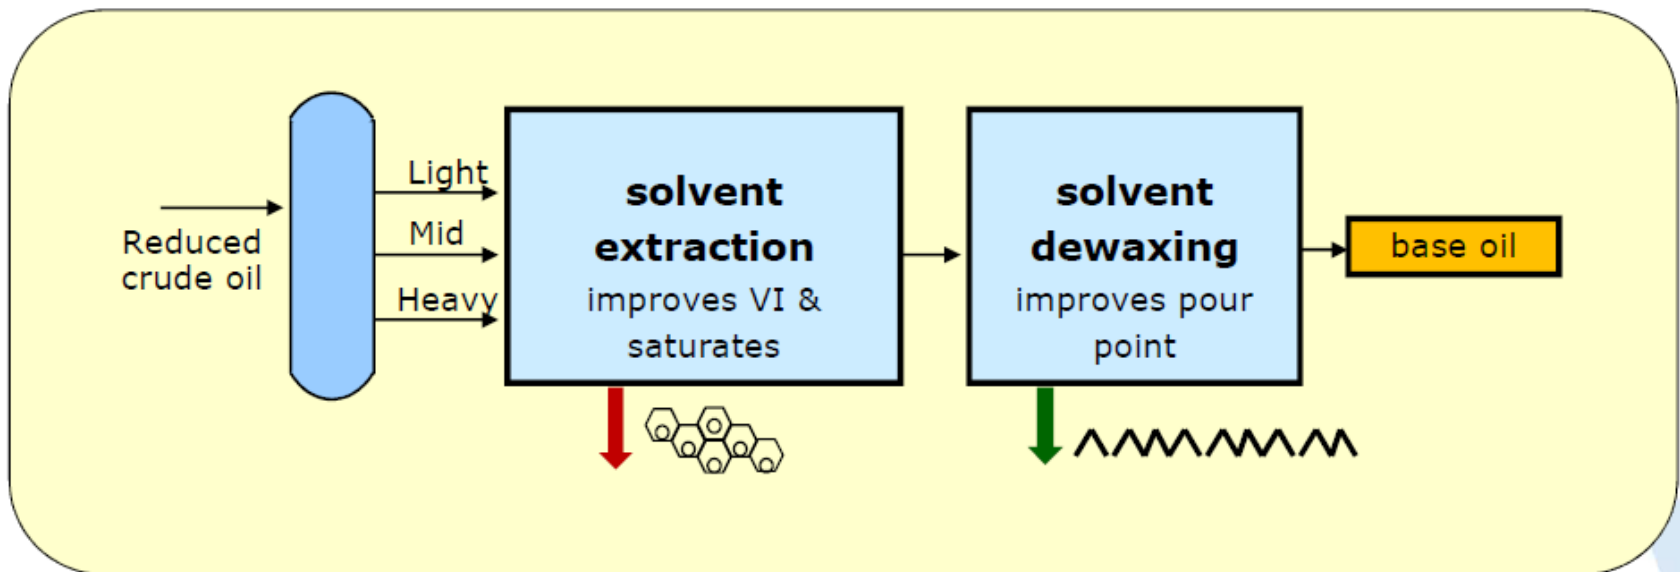 Reduced
crude oil
Light
Mid
Heavy
solvent
extraction
improves VI &
saturates
solvent
dewaxing
improves pour
point
base oil